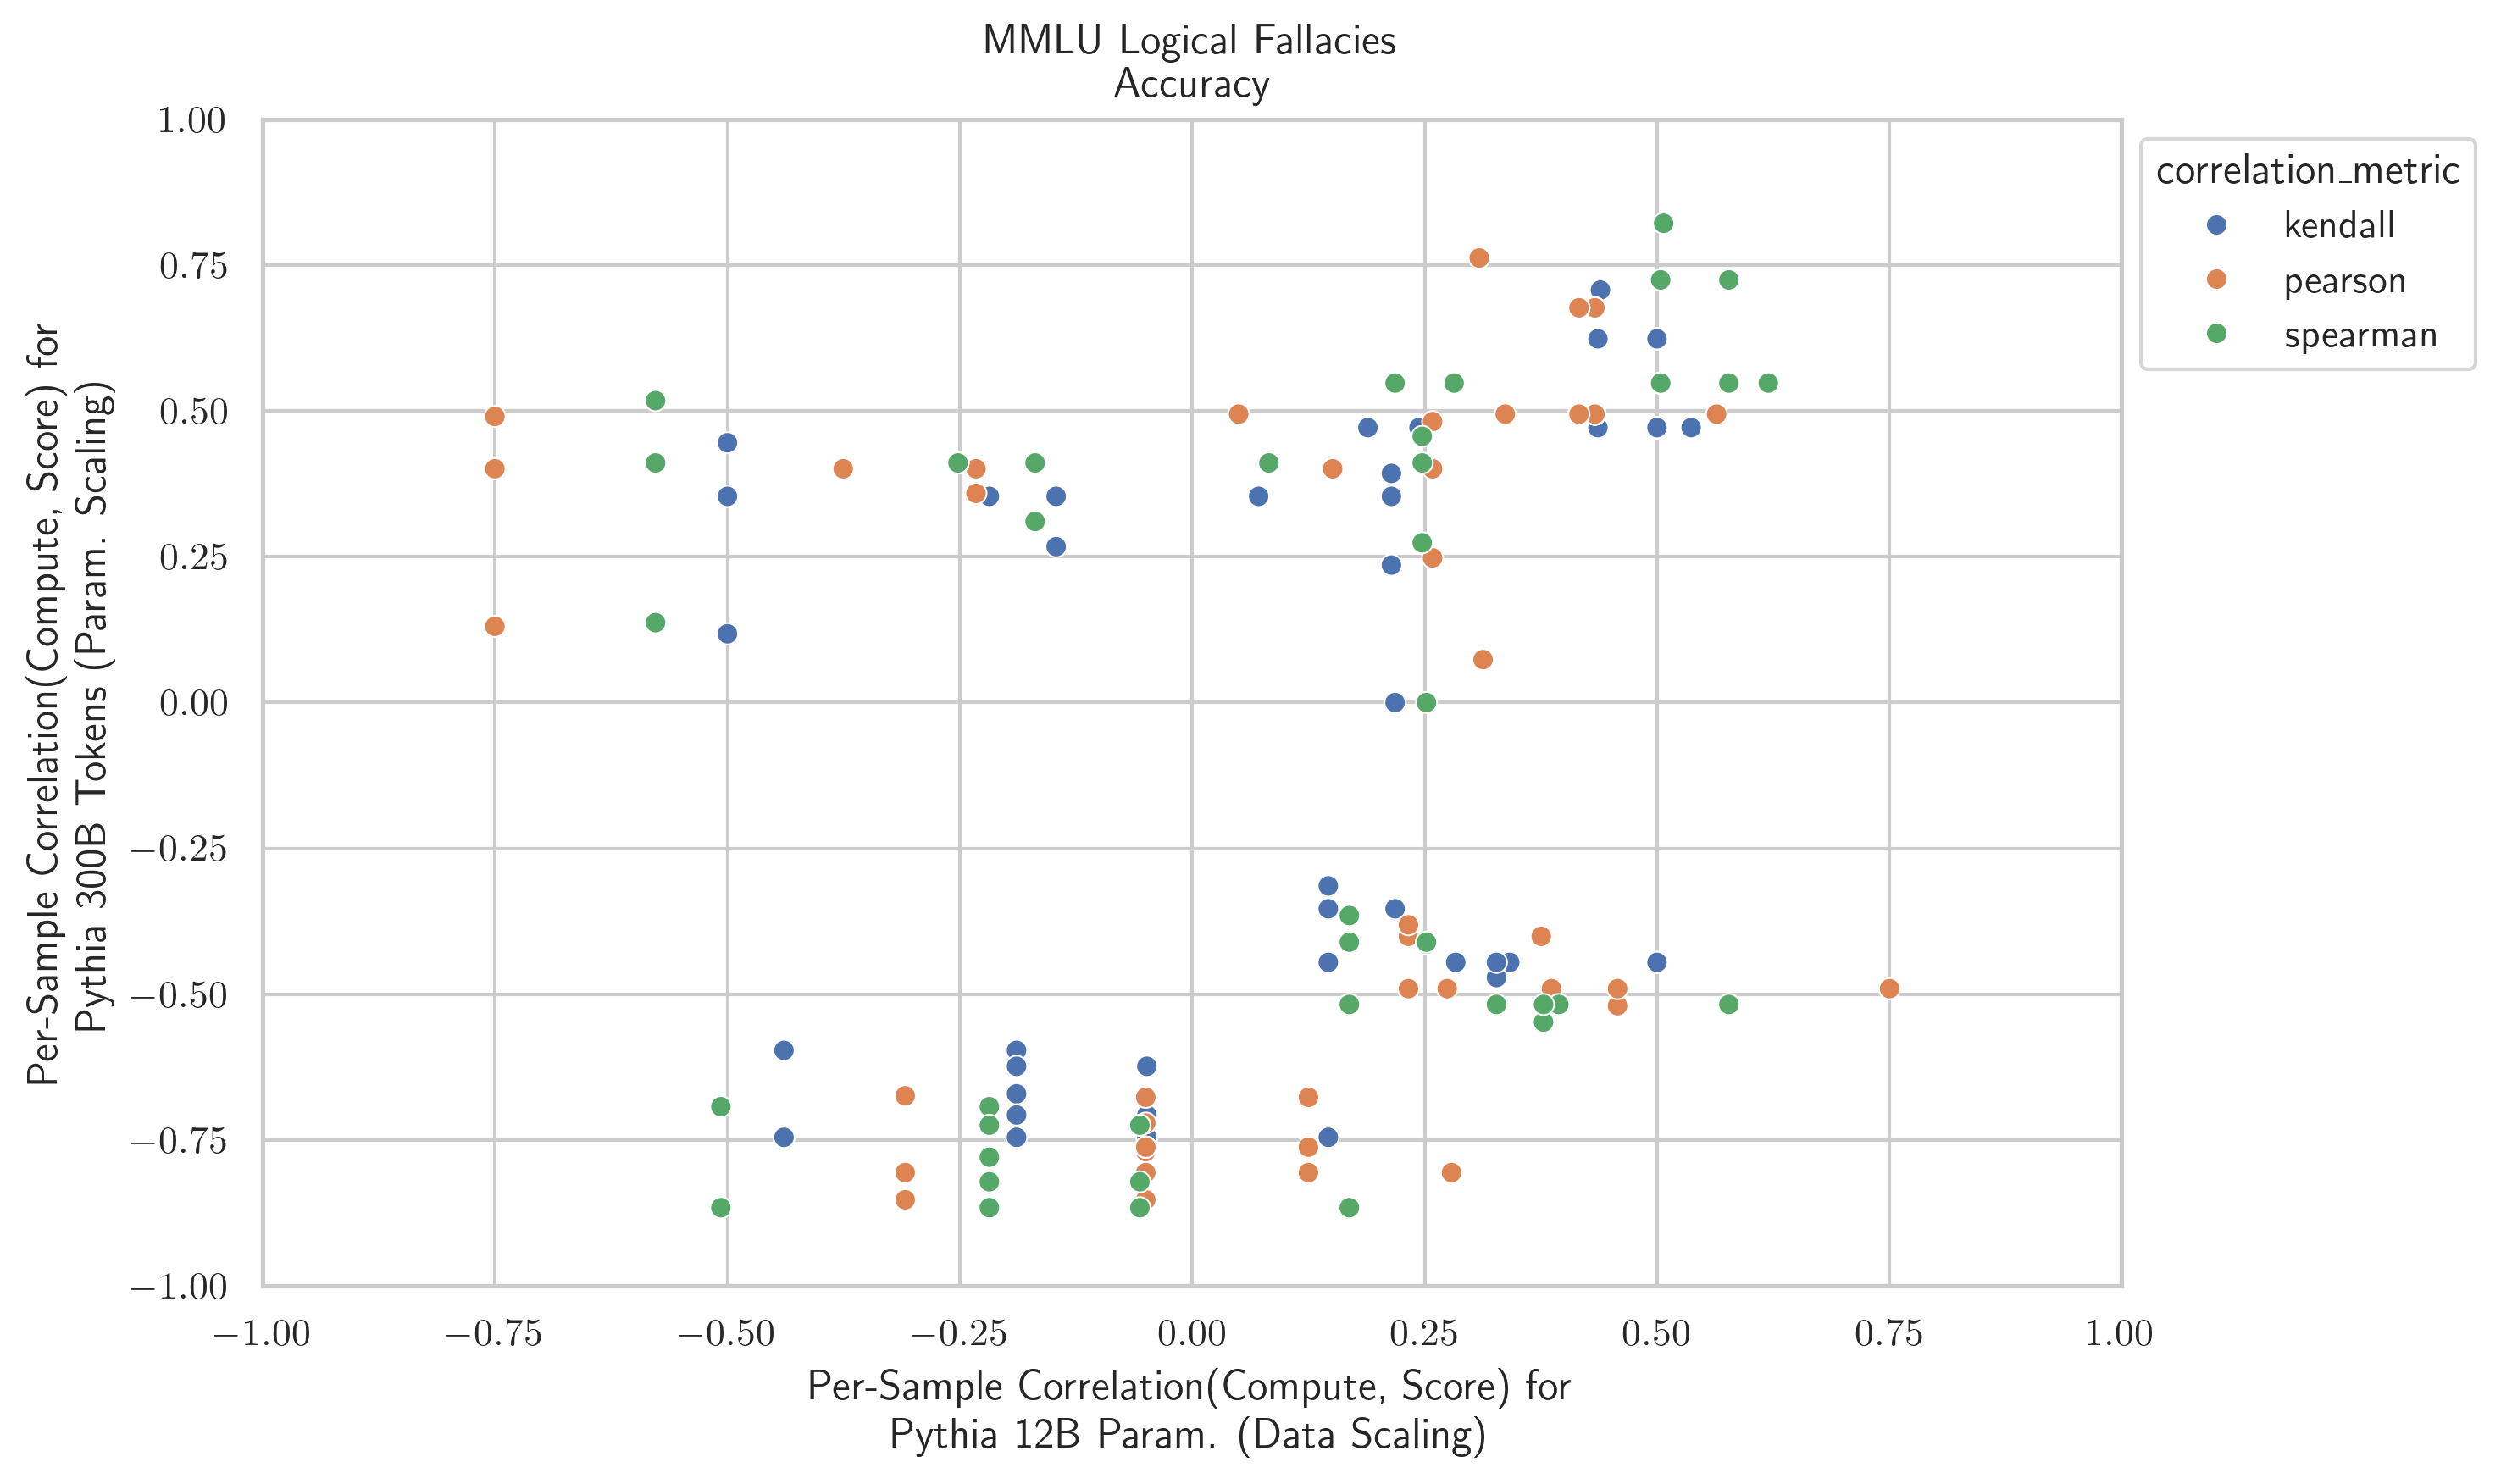 MMLU Logical Fallacies
Accuracy
1.00
0.75
0.50
0.25
0.00
−0.25
−0.50
−0.75
−1.00
Per-Sample Correlation(Compute, Score) for
Pythia 300B Tokens (Param. Scaling)
correlation_metric
kendall
pearson
spearman
−1.00 −0.75 −0.50 −0.25 0.00 0.25 0.50 0.75 1.00
Per-Sample Correlation(Compute, Score) for
Pythia 12B Param. (Data Scaling)